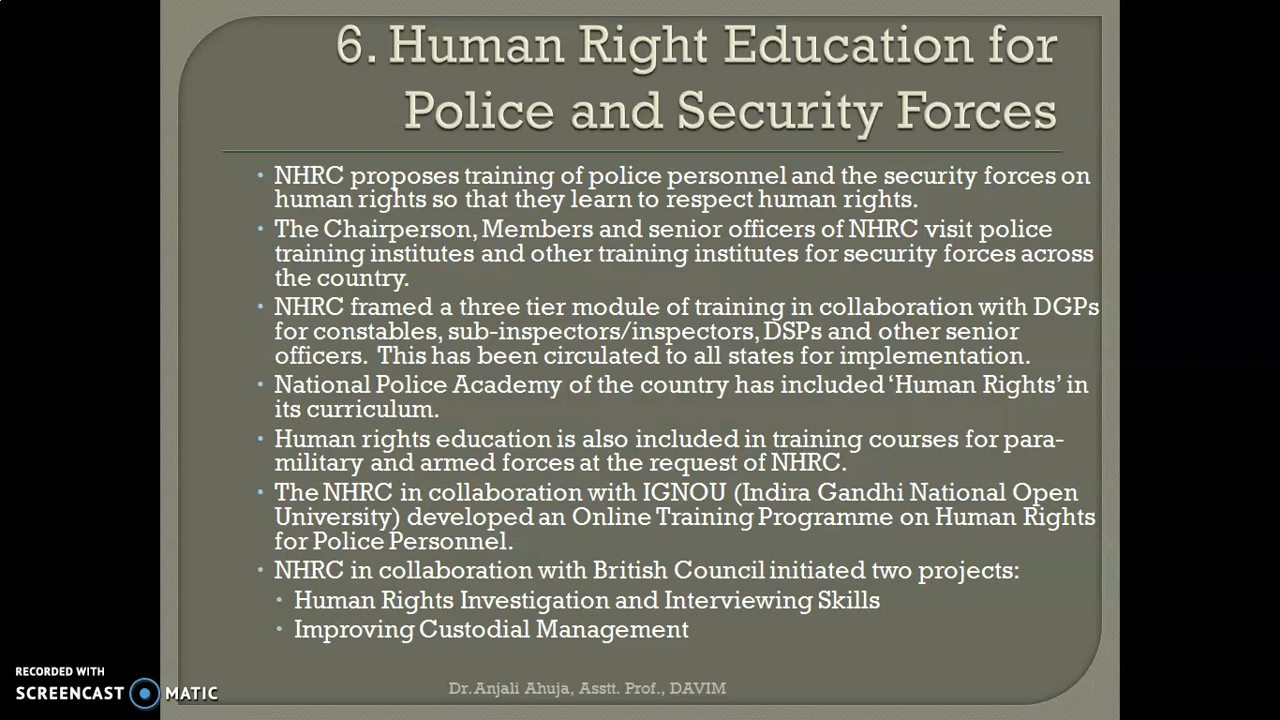 6. Human Right Education for
Police and Security Forces
• NHRC proposes training of police personnel and the security forces on
human rights so that they learn to respect human rights.
• The Chairperson, Members and senior officers of NHRC visit police
training institutes and other training institutes for security forces across
the country.
• NHRC framed a three tier module of training in collaboration with DGPs
for constables, sub-inspectors/inspectors, DSPs and other senior
officers. This has been circulated to all states for implementation.
• National Police Academy of the country has included ‘Human Rights’ in
its curriculum.
• Human rights education is also included in training courses for para-
military and armed forces at the request of NHRC.
• The NHRC in collaboration with IGNOU (Indira Gandhi National Open
University) developed an Online Training Programme on Human Rights
for Police Personnel.
• NHRC in collaboration with British Council initiated two projects:
• Human Rights Investigation and Interviewing Skills
• Improving Custodial Management
Dr. Anjali Ahuja, Asstt. Prof., DAVIM
RECORDED WITH
SCREENCAST MATIC